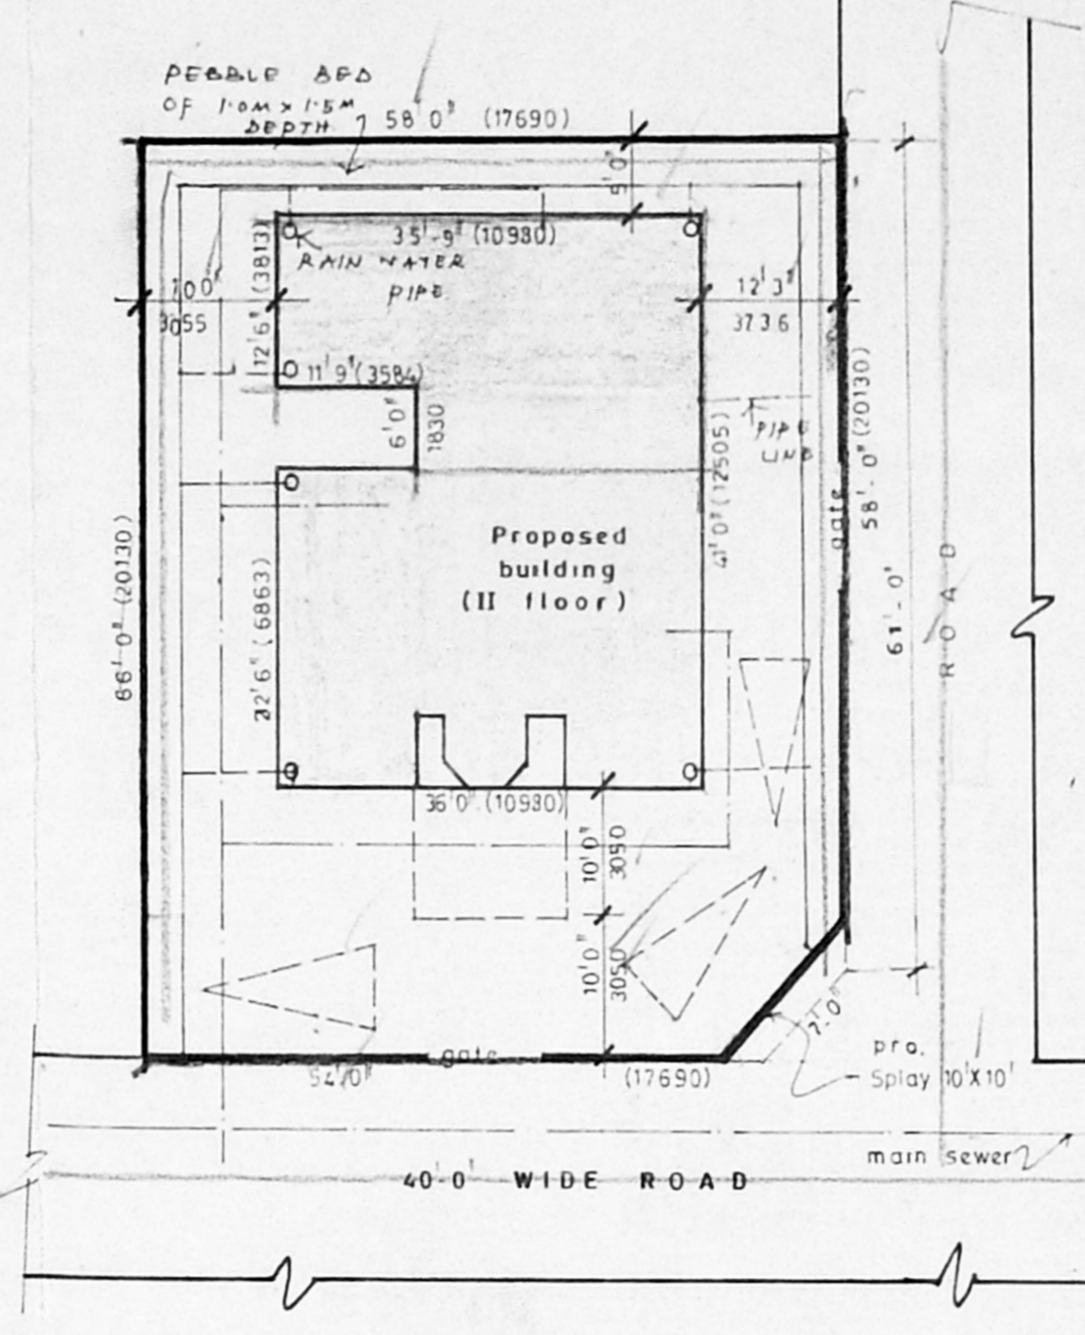 PEBBLE BED
OF 1.0M x 1.5M
DEPTH
58'0" (17690)
5'0"
35'-9" (10980)
RAIN WATER
PIPE
12'6" (3813)
10'0"
3055
12'3"
3736
11'9" (3584)
6'0"
1830
PIPE
LINE
41'0" (12505)
gate
58'-0" (20130)
61'-0'
ROAD
66'-0" (20130)
Proposed
building
(II floor)
22'6" (6863)
36'0" (10980)
10'0"
3050
10'0"
3050
7'0"
gate
54'0"
(17690)
pro.
Splay 10'X10'
main sewer
40'0' WIDE ROAD